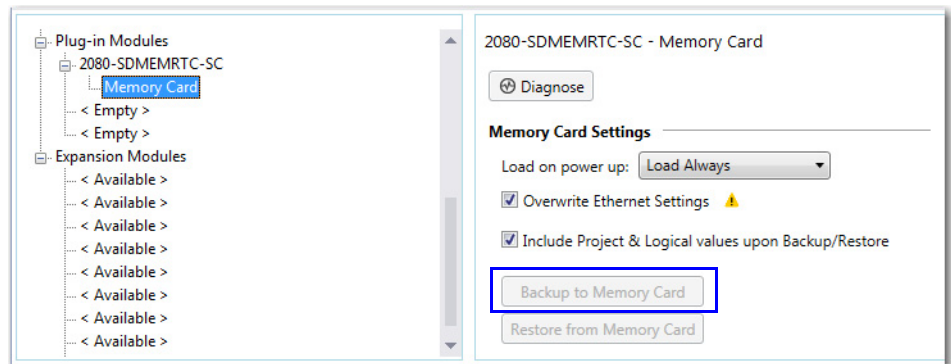 Plug-in Modules
2080-SDMEMRTC-SC
Memory Card
< Empty >
< Empty >
Expansion Modules
< Available >
< Available >
< Available >
< Available >
< Available >
< Available >
< Available >
< Available >
2080-SDMEMRTC-SC - Memory Card
Diagnose
Memory Card Settings
Load on power up: Load Always
Overwrite Ethernet Settings
Include Project & Logical values upon Backup/Restore
Backup to Memory Card
Restore from Memory Card